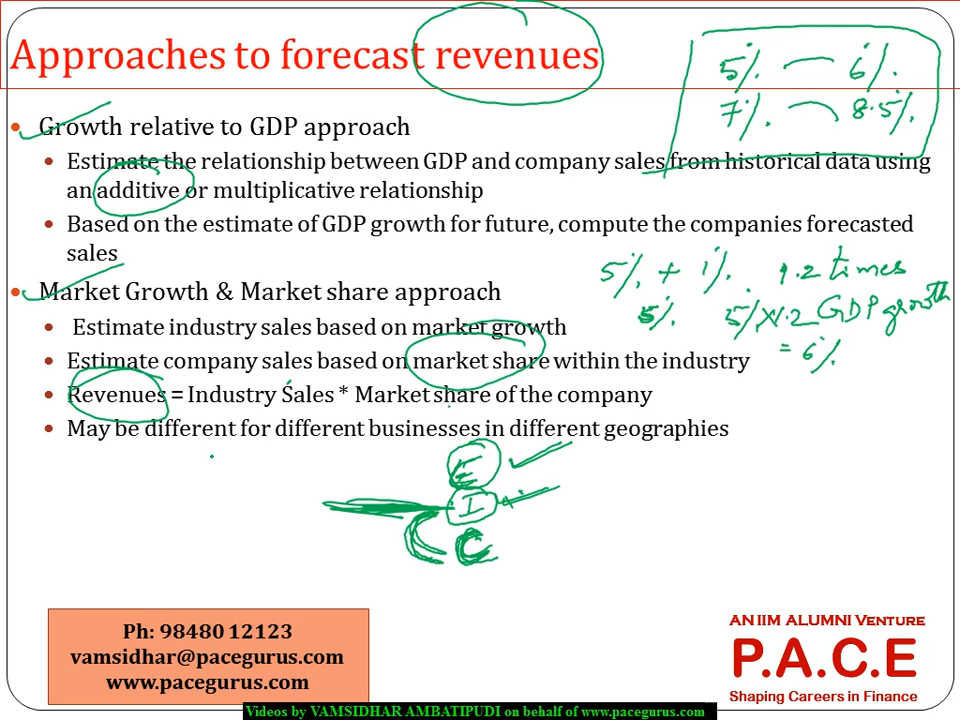 Approaches to forecast revenues
5% 6%
7% 8.5%
• Growth relative to GDP approach
• Estimate the relationship between GDP and company sales from historical data using
an additive or multiplicative relationship
• Based on the estimate of GDP growth for future, compute the companies forecasted
sales
5% + 1%. 1.2 times
5% 5% x 1.2 GDP growth
= 6%
• Market Growth & Market share approach
• Estimate industry sales based on market growth
• Estimate company sales based on market share within the industry
• Revenues = Industry Sales * Market share of the company
• May be different for different businesses in different geographies
E
I
C
Ph: 98480 12123
vamsidhar@pacegurus.com
www.pacegurus.com
AN IIM ALUMNI VENTURE
P.A.C.E
Shaping Careers in Finance
Videos by VAMSIDHAR AMBATIPUDI on behalf of www.pacegurus.com